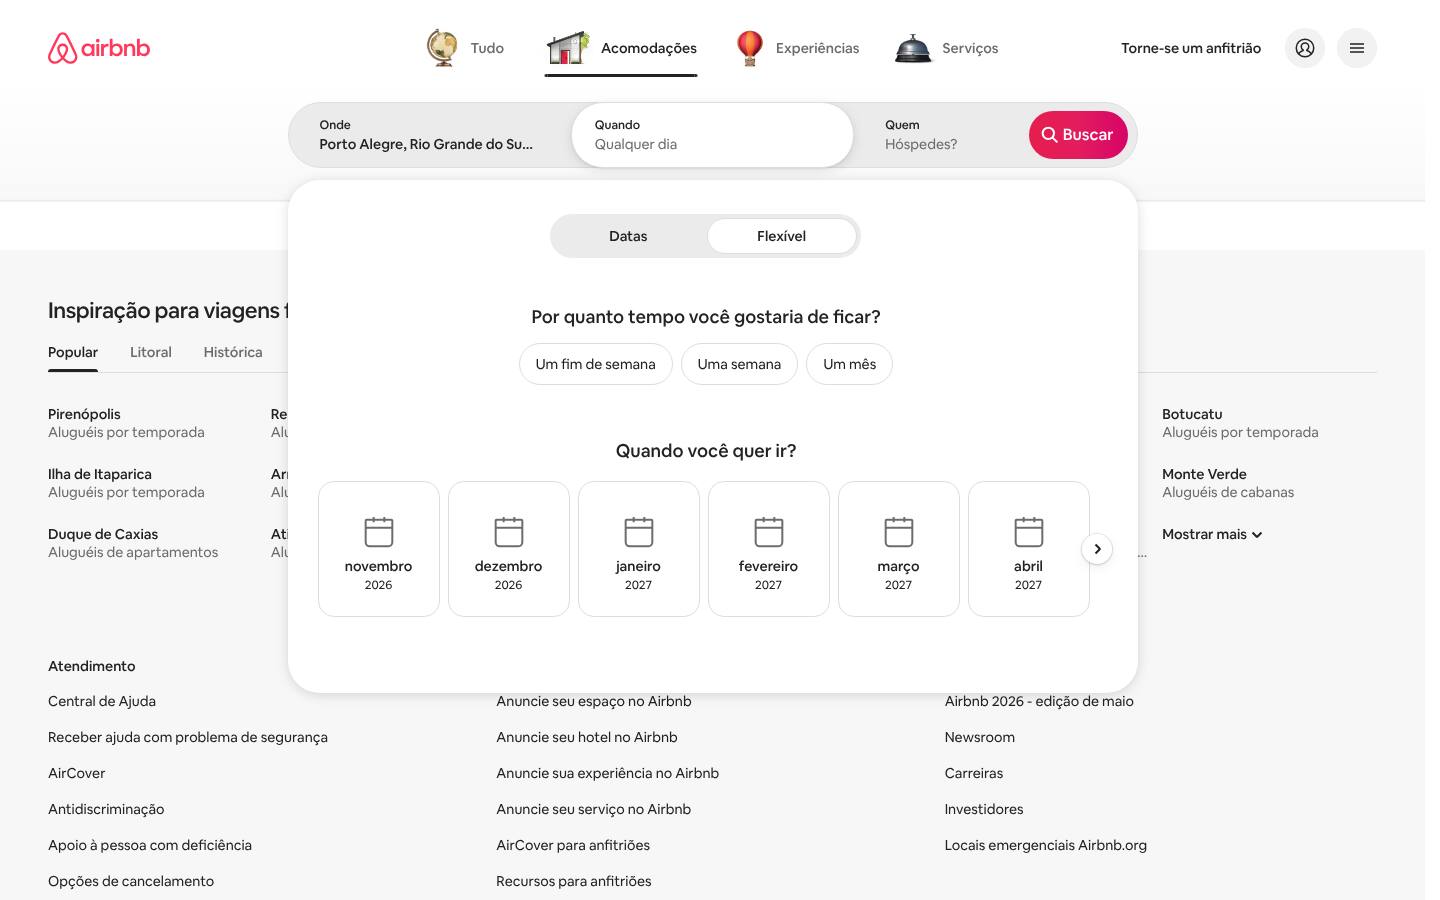 airbnb
Tudo
Acomodações
Experiências
Serviços
Torne-se um anfitrião
Onde
Porto Alegre, Rio Grande do Su...
Quando
Qualquer dia
Quem
Hóspedes?
Buscar
Datas
Flexível
Por quanto tempo você gostaria de ficar?
Um fim de semana
Uma semana
Um mês
Quando você quer ir?
novembro
2026
dezembro
2026
janeiro
2027
fevereiro
2027
março
2027
abril
2027
Inspiração para viagens
Popular
Litoral
Histórica
Pirenópolis
Aluguéis por temporada
Ilha de Itaparica
Aluguéis por temporada
Duque de Caxias
Aluguéis de apartamentos
Botucatu
Aluguéis por temporada
Monte Verde
Aluguéis de cabanas
Mostrar mais
Atendimento
Central de Ajuda
Receber ajuda com problema de segurança
AirCover
Antidiscriminação
Apoio à pessoa com deficiência
Opções de cancelamento
Anuncie seu espaço no Airbnb
Anuncie seu hotel no Airbnb
Anuncie sua experiência no Airbnb
Anuncie seu serviço no Airbnb
AirCover para anfitriões
Recursos para anfitriões
Airbnb 2026 - edição de maio
Newsroom
Carreiras
Investidores
Locais emergenciais Airbnb.org